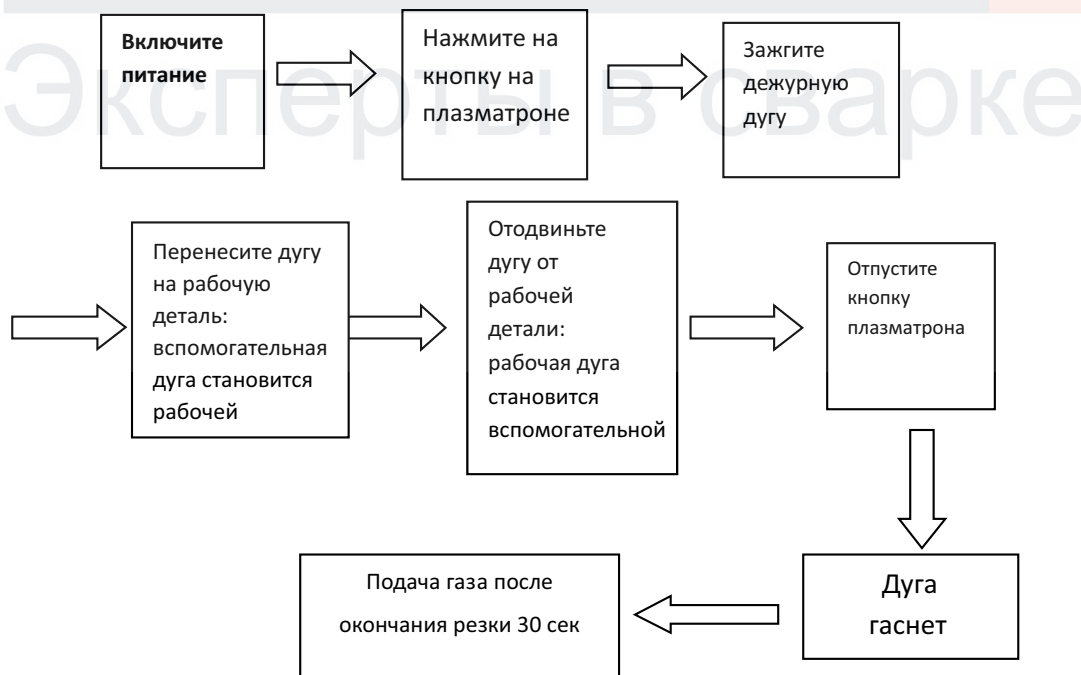 Эксперты в сварке
Включите
питание
Нажмите на
кнопку на
плазматроне
Зажгите
дежурную
дугу
Перенесите дугу
на рабочую
деталь:
вспомогательная
дуга становится
рабочей
Отодвиньте
дугу от
рабочей
детали:
рабочая дуга
становится
вспомогательной
Отпустите
кнопку
плазматрона
Дуга
гаснет
Подача газа после
окончания резки 30 сек